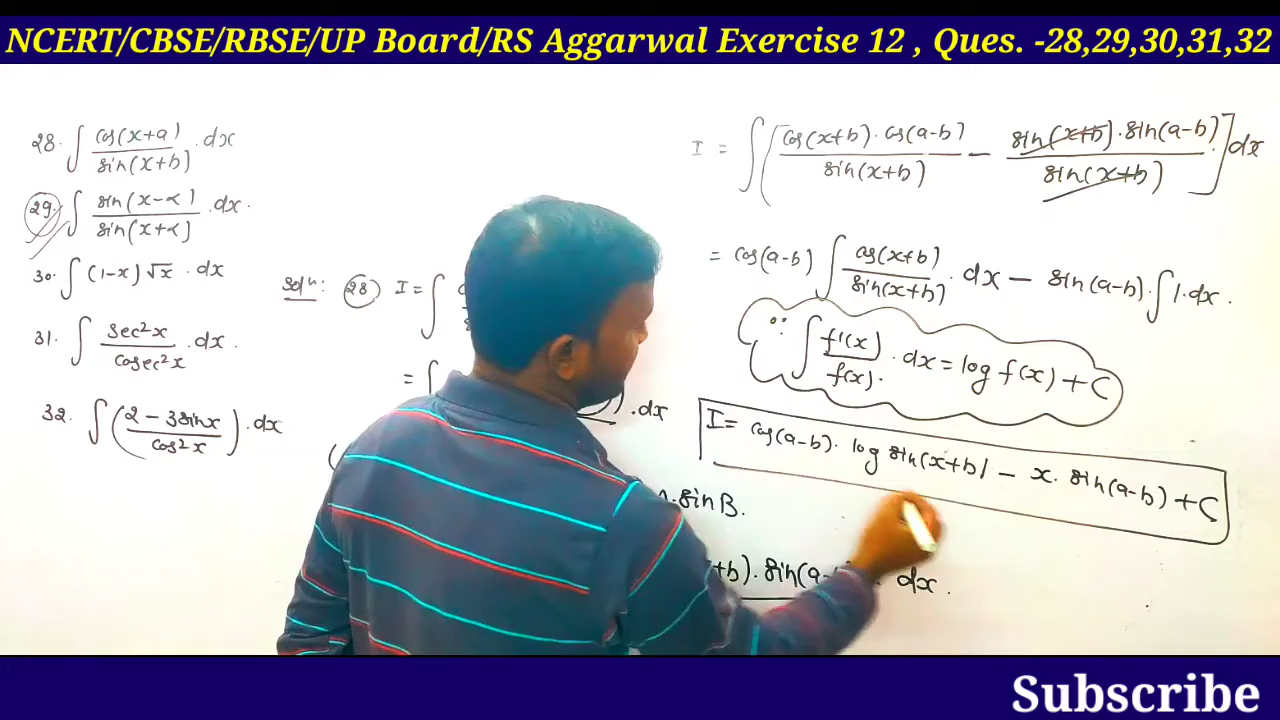 NCERT/CBSE/RBSE/UP Board/RS Aggarwal Exercise 12 , Ques. -28,29,30,31,32
28. ∫ cos(x+a)/sin(x+b) . dx
29. ∫ sin(x-α)/sin(x+α) .dx.
30. ∫ (1-x) √x . dx
31. ∫ sec²x/cosec²x . dx .
32. ∫ (2 - 3sinx/cos²x) . dx
Soln: 28 I = ∫
= ∫
. dx
. sin B.
+b). sin(a- dx .
I = ∫ [cos(x+b) . cos(a-b)/sin(x+b) - sin(x+b) . sin(a-b)/sin(x+b)] dx
= cos(a-b) ∫ cos(x+b)/sin(x+b) . dx - sin(a-b). ∫ 1.dx .
∵ ∫ f'(x)/f(x). . dx = log f(x) + C
I = cos(a-b). log sin(x+b) - x. sin(a-b) + C
Subscribe